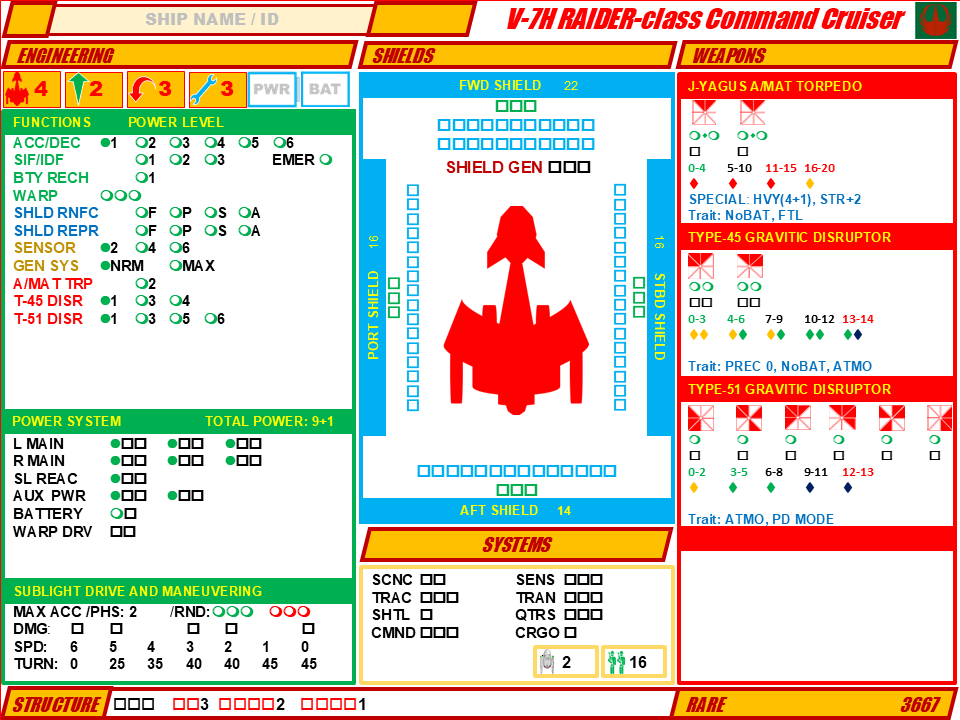 SHIP NAME / ID
V-7H RAIDER-class Command Cruiser
ENGINEERING
4 2 3 3 PWR BAT
FUNCTIONS POWER LEVEL
ACC/DEC 1 2 3 4 5 6
SIF/IDF 1 2 3 EMER
BTY RECH 1
WARP
SHLD RNFC F P S A
SHLD REPR F P S A
SENSOR 2 4 6
GEN SYS NRM MAX
A/MAT TRP 2
T-45 DISR 1 3 4
T-51 DISR 1 3 5 6
POWER SYSTEM TOTAL POWER: 9+1
L MAIN
R MAIN
SL REAC
AUX PWR
BATTERY
WARP DRV
SUBLIGHT DRIVE AND MANEUVERING
MAX ACC /PHS: 2 /RND:
DMG:
SPD: 6 5 4 3 2 1 0
TURN: 0 25 35 40 40 45 45
SHIELDS
FWD SHIELD 22
SHIELD GEN
PORT SHIELD 16
16 STBD SHIELD
AFT SHIELD 14
SYSTEMS
SCNC SENS
TRAC TRAN
SHTL QTRS
CMND CRGO
2 16
WEAPONS
J-YAGUS A/MAT TORPEDO
0-4 5-10 11-15 16-20
SPECIAL: HVY(4+1), STR+2
Trait: NoBAT, FTL
TYPE-45 GRAVITIC DISRUPTOR
0-3 4-6 7-9 10-12 13-14
Trait: PREC 0, NoBAT, ATMO
TYPE-51 GRAVITIC DISRUPTOR
0-2 3-5 6-8 9-11 12-13
Trait: ATMO, PD MODE
STRUCTURE 3 2 1
RARE 3667